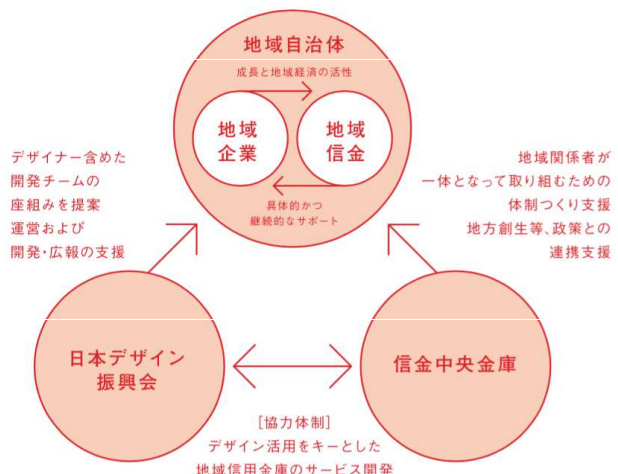 地域自治体
成長と地域経済の活性
地域
企業
地域
信金
具体的かつ
継続的なサポート
デザイナー含めた
開発チームの
座組みを提案
運営および
開発・広報の支援
地域関係者が
一体となって取り組むための
体制つくり支援
地方創生等、政策との
連携支援
日本デザイン
振興会
信金中央金庫
［協力体制］
デザイン活用をキーとした
地域信用金庫のサービス開発